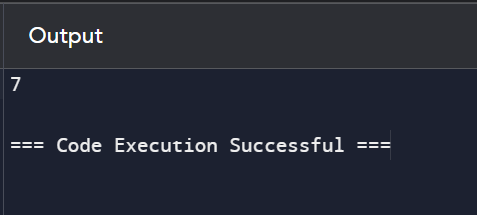 Output
7
=== Code Execution Successful ===